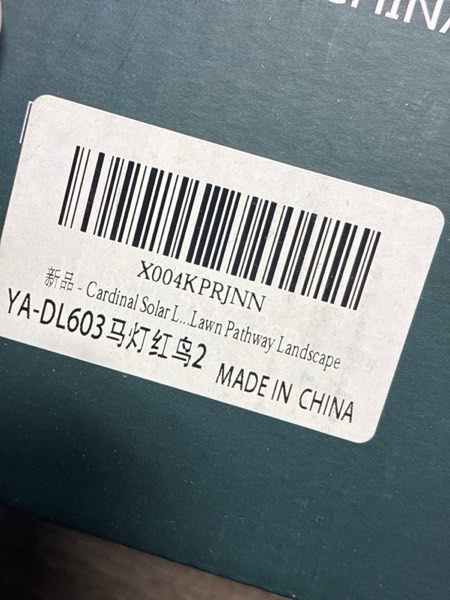 CHINA
X004KPRJNN
新品 - Cardinal Solar L...Lawn Pathway Landscape
YA-DL603马灯红鸟2
MADE IN CHINA